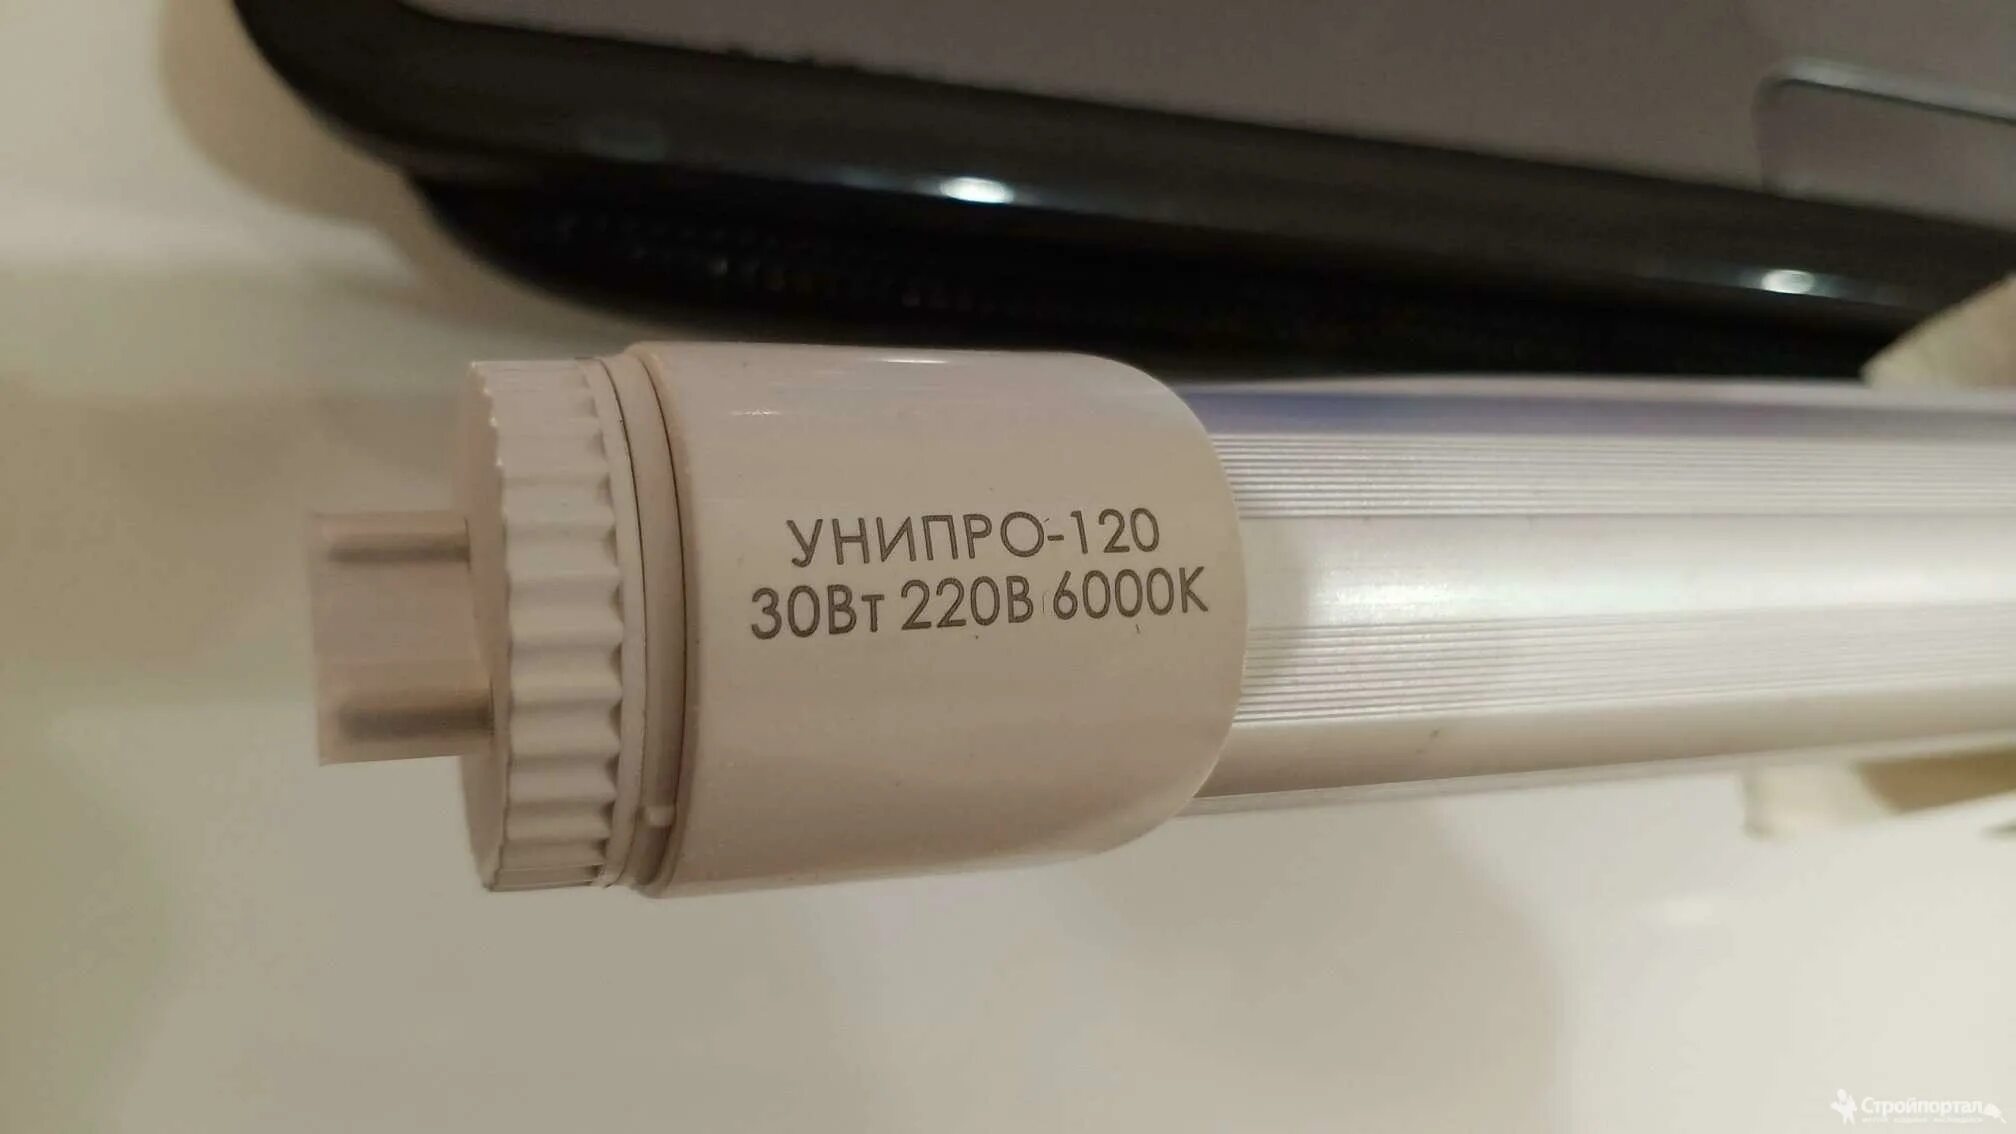 УНИПРО-120
30Вт 220В 6000К
Стройпортал